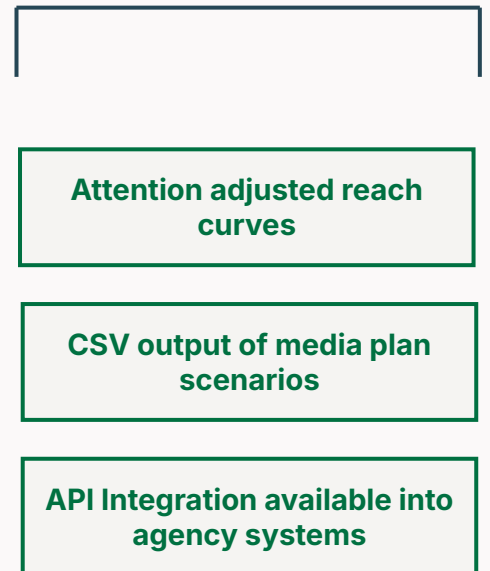 Attention adjusted reach
curves
CSV output of media plan
scenarios
API Integration available into
agency systems